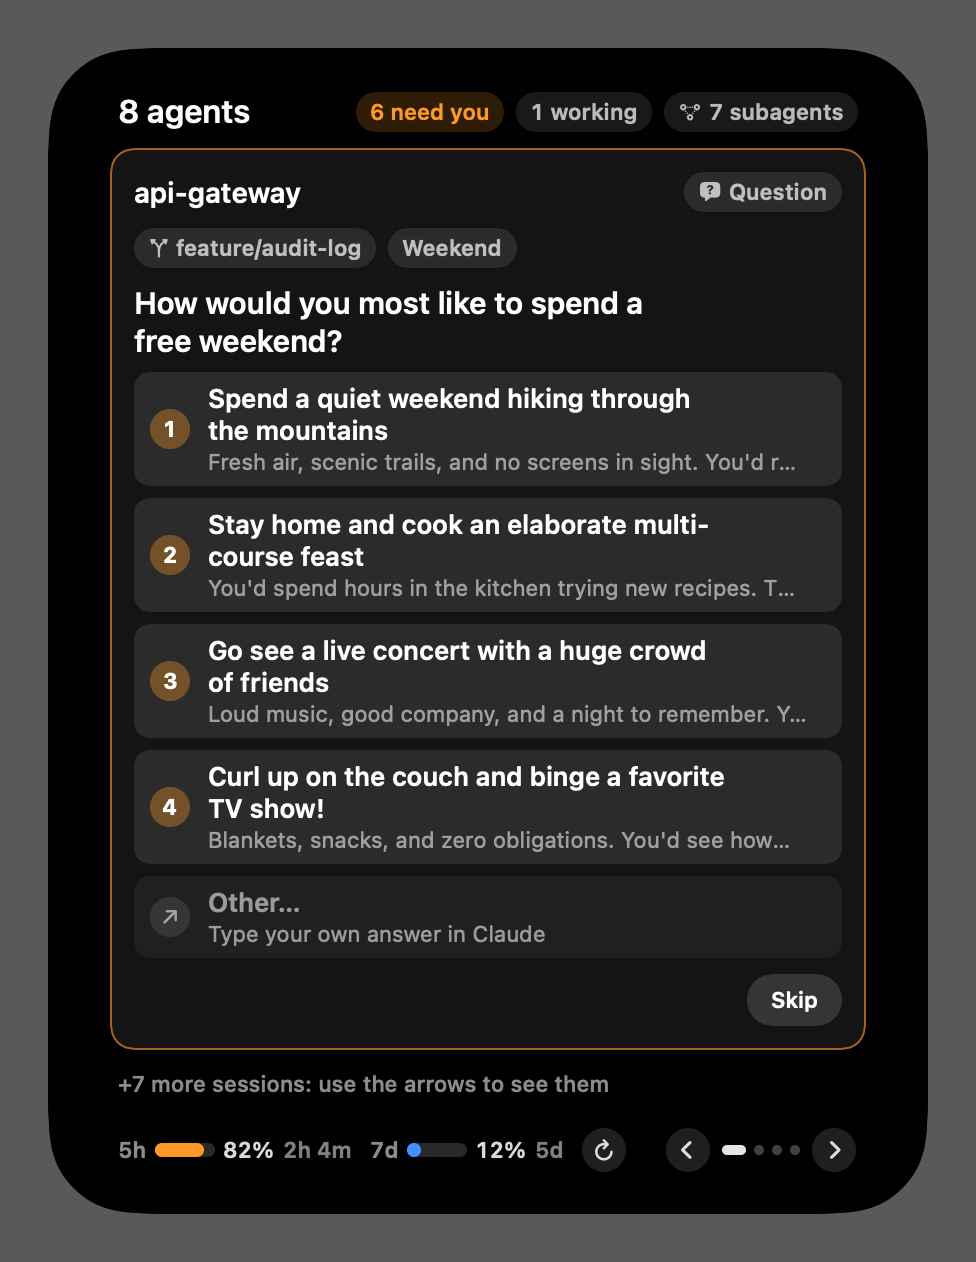 8 agents
6 need you
1 working
7 subagents
api-gateway
Question
feature/audit-log
Weekend
How would you most like to spend a
free weekend?
1
Spend a quiet weekend hiking through
the mountains
Fresh air, scenic trails, and no screens in sight. You'd r...
2
Stay home and cook an elaborate multi-
course feast
You'd spend hours in the kitchen trying new recipes. T...
3
Go see a live concert with a huge crowd
of friends
Loud music, good company, and a night to remember. Y...
4
Curl up on the couch and binge a favorite
TV show!
Blankets, snacks, and zero obligations. You'd see how...
Other...
Type your own answer in Claude
Skip
+7 more sessions: use the arrows to see them
5h 82% 2h 4m 7d 12% 5d